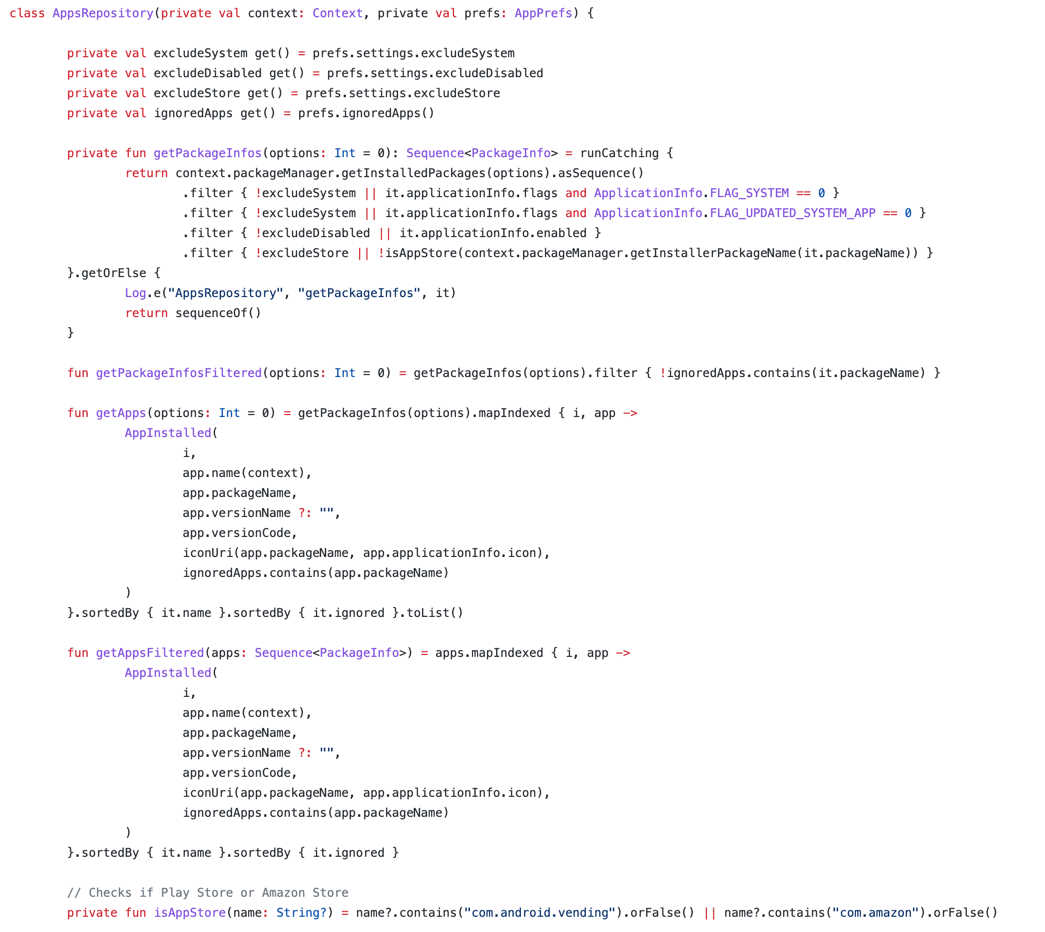 class AppsRepository(private val context: Context, private val prefs: AppPrefs) {
private val excludeSystem get() = prefs.settings.excludeSystem
private val excludeDisabled get() = prefs.settings.excludeDisabled
private val excludeStore get() = prefs.settings.excludeStore
private val ignoredApps get() = prefs.ignoredApps()
private fun getPackageInfos(options: Int = 0): Sequence<PackageInfo> = runCatching {
return context.packageManager.getInstalledPackages(options).asSequence()
.filter { !excludeSystem || it.applicationInfo.flags and ApplicationInfo.FLAG_SYSTEM == 0 }
.filter { !excludeSystem || it.applicationInfo.flags and ApplicationInfo.FLAG_UPDATED_SYSTEM_APP == 0 }
.filter { !excludeDisabled || it.applicationInfo.enabled }
.filter { !excludeStore || !isAppStore(context.packageManager.getInstallerPackageName(it.packageName)) }
}.getOrElse {
Log.e("AppsRepository", "getPackageInfos", it)
return sequenceOf()
}
fun getPackageInfosFiltered(options: Int = 0) = getPackageInfos(options).filter { !ignoredApps.contains(it.packageName) }
fun getApps(options: Int = 0) = getPackageInfos(options).mapIndexed { i, app ->
AppInstalled(
i,
app.name(context),
app.packageName,
app.versionName ?: "",
app.versionCode,
iconUri(app.packageName, app.applicationInfo.icon),
ignoredApps.contains(app.packageName)
)
}.sortedBy { it.name }.sortedBy { it.ignored }.toList()
fun getAppsFiltered(apps: Sequence<PackageInfo>) = apps.mapIndexed { i, app ->
AppInstalled(
i,
app.name(context),
app.packageName,
app.versionName ?: "",
app.versionCode,
iconUri(app.packageName, app.applicationInfo.icon),
ignoredApps.contains(app.packageName)
)
}.sortedBy { it.name }.sortedBy { it.ignored }
// Checks if Play Store or Amazon Store
private fun isAppStore(name: String?) = name?.contains("com.android.vending").orFalse() || name?.contains("com.amazon").orFalse()